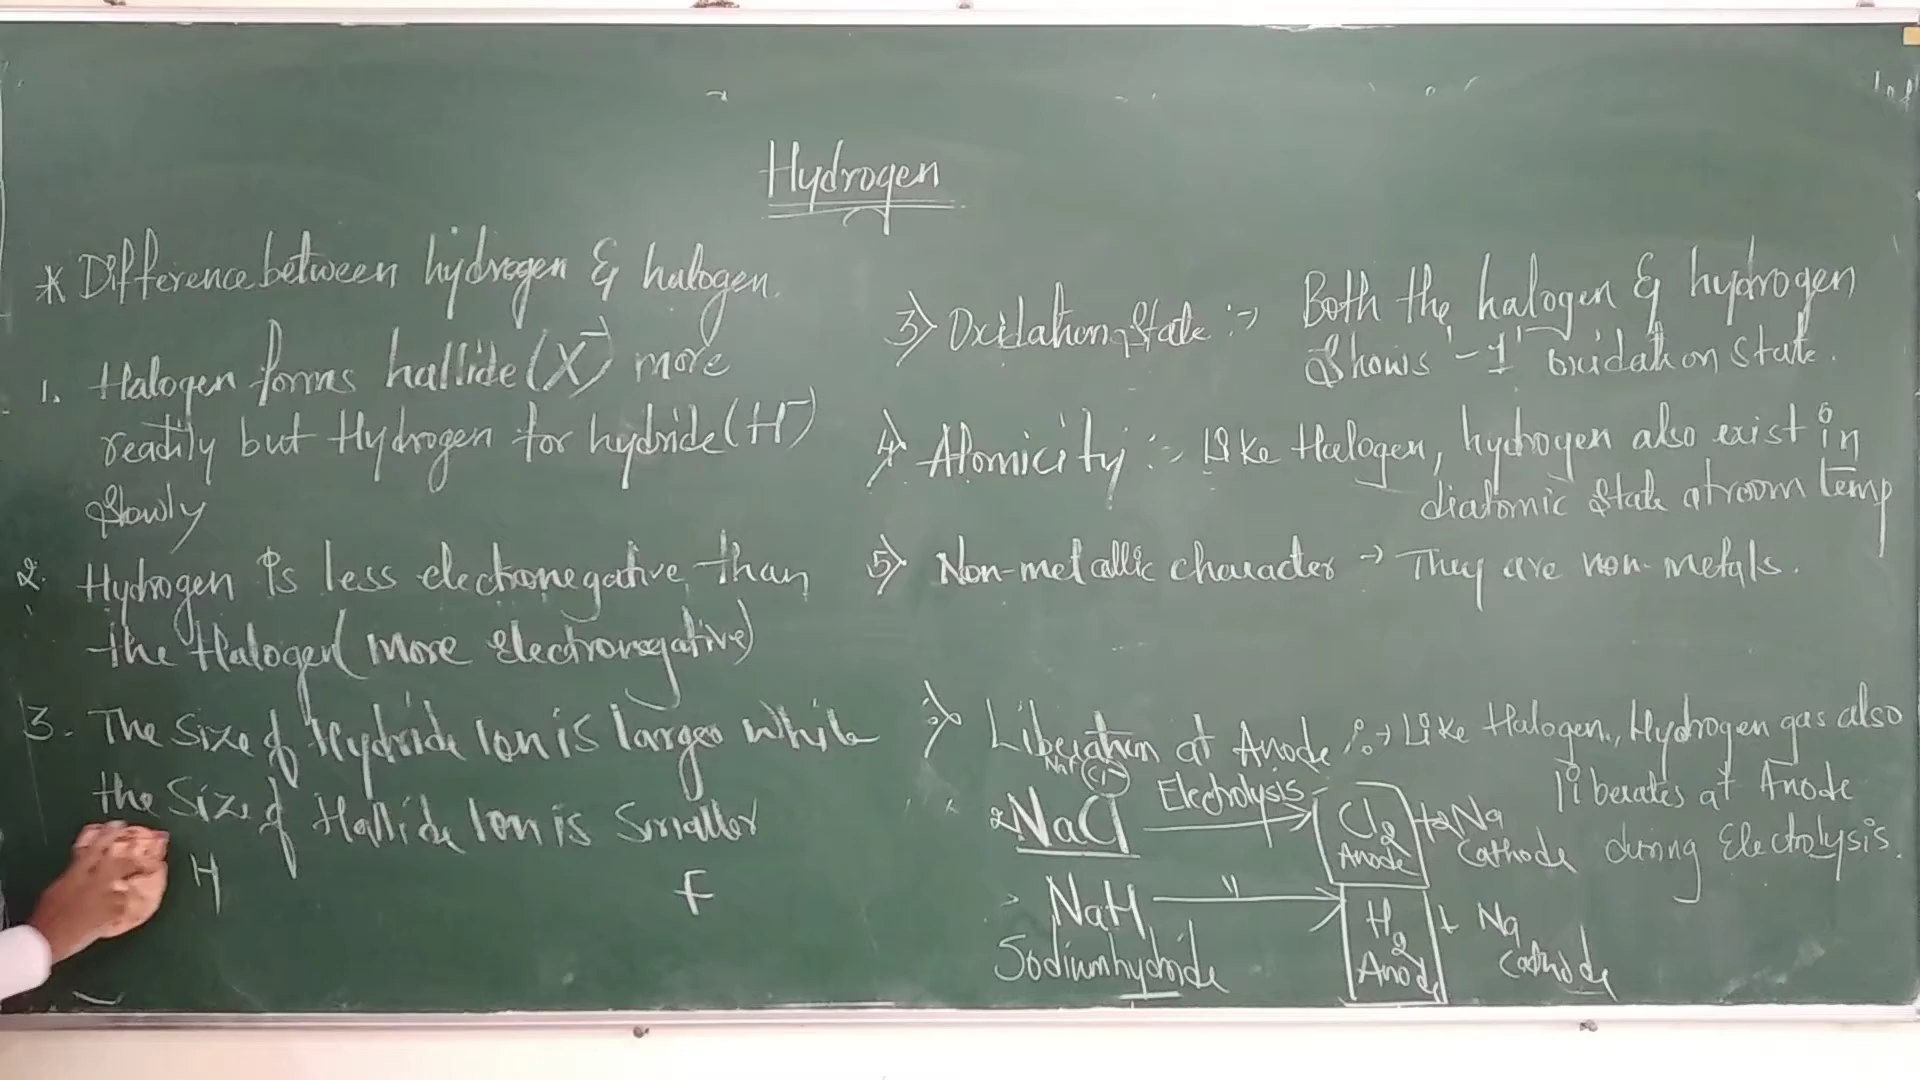 Hydrogen
* Difference between hydrogen & halogen.
1. Halogen forms hallide (X⁻) more
readily but Hydrogen for hydride (H⁻)
slowly
2. Hydrogen is less electronegative than
the Halogen (more electronegative)
3. The Size of Hydride Ion is larges while
the Size of Hallide Ion is Smaller
H F
3) Oxidation State :→ Both the halogen & hydrogen
Shows '-1' oxidation State.
4) Atomicity :- Like Halogen, hydrogen also exist in
diatomic State at room temp
5) Non-metallic character → They are non-metals.
Liberation at Anode :→ Like Halogen, Hydrogen gas also
liberates at Anode
during Electrolysis.
Na⁺ Cl⁻
2NaCl Electrolysis→ Cl₂ + 2Na
Anode Cathode
NaH —"→ H₂ + Na
Sodiumhydride Anode Cathode